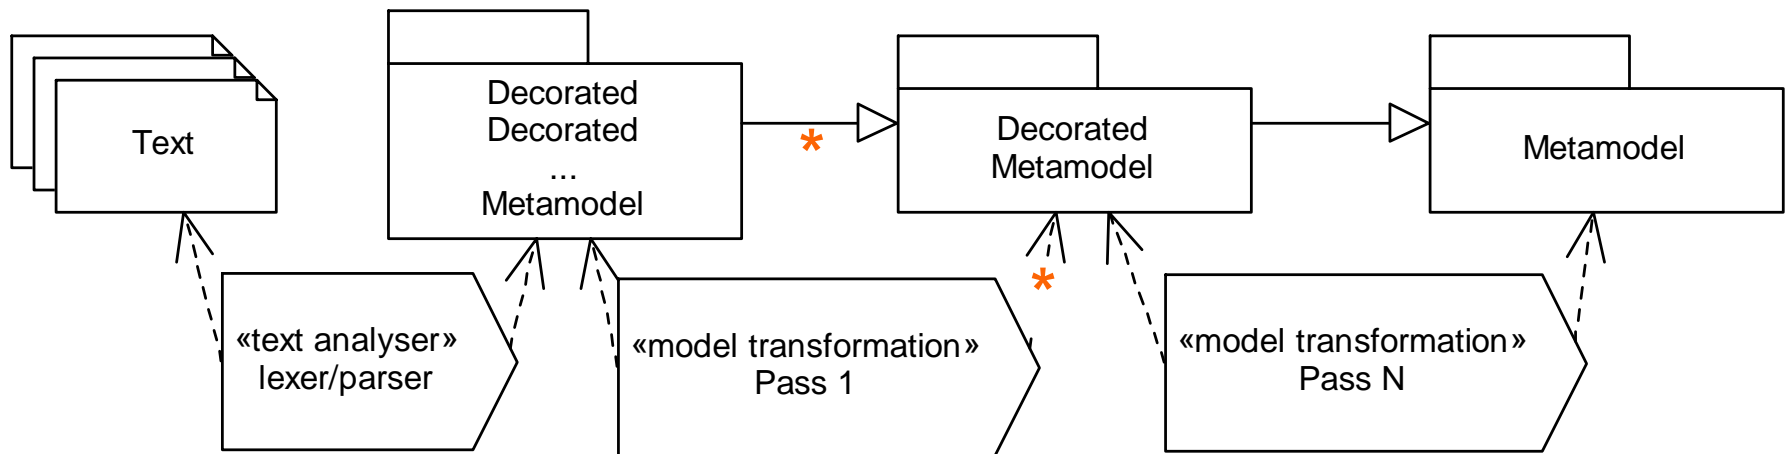 Text
Decorated
Decorated
...
Metamodel
*
Decorated
Metamodel
Metamodel
«text analyser»
lexer/parser
«model transformation»
Pass 1
*
«model transformation»
Pass N